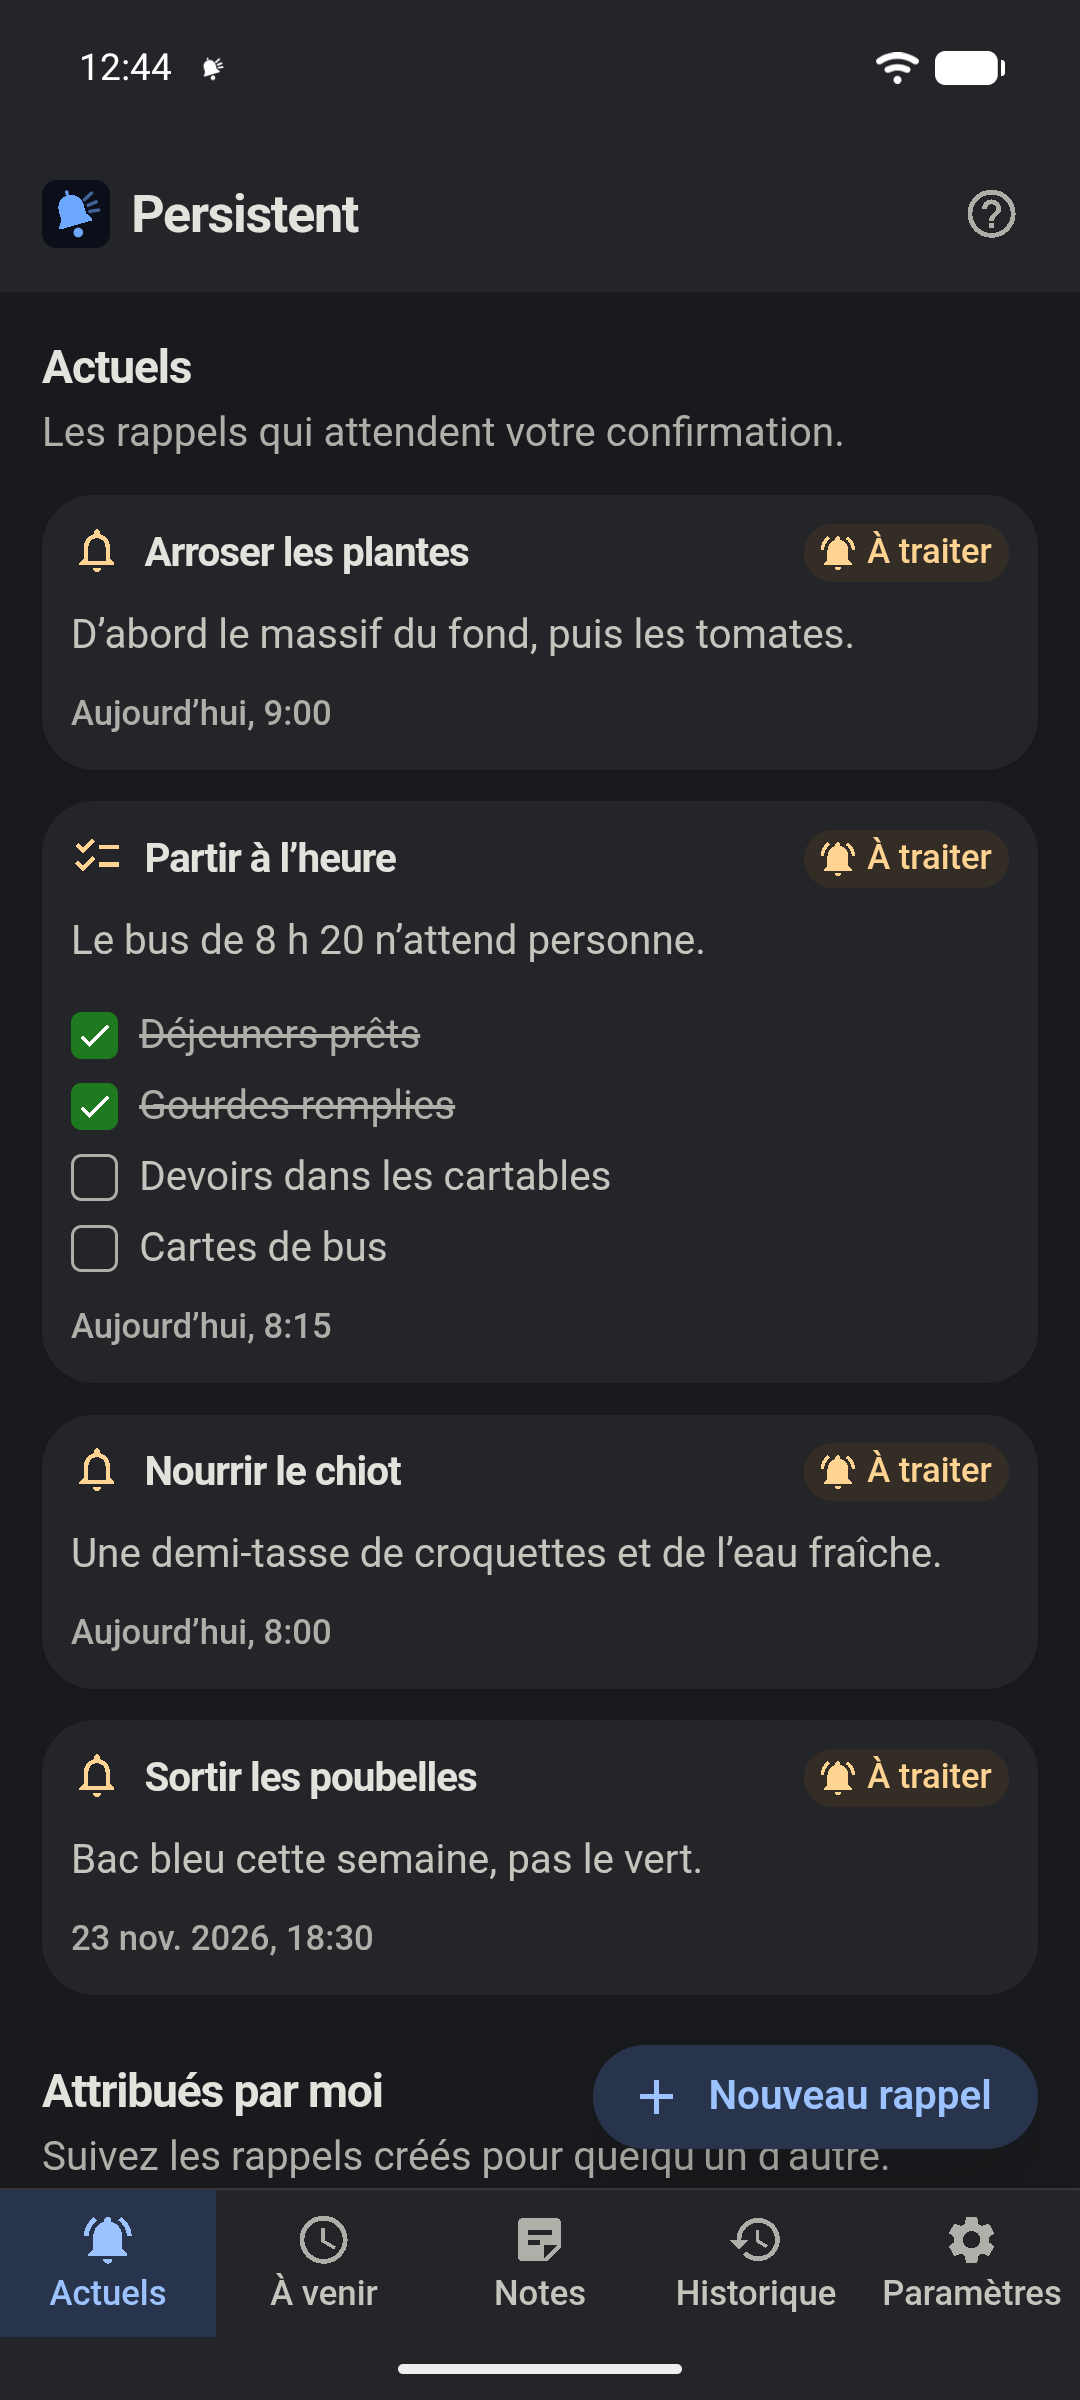 12:44
Persistent
Actuels
Les rappels qui attendent votre confirmation.
Arroser les plantes
À traiter
D’abord le massif du fond, puis les tomates.
Aujourd’hui, 9:00
Partir à l’heure
À traiter
Le bus de 8 h 20 n’attend personne.
Déjeuners prêts
Gourdes remplies
Devoirs dans les cartables
Cartes de bus
Aujourd’hui, 8:15
Nourrir le chiot
À traiter
Une demi-tasse de croquettes et de l’eau fraîche.
Aujourd’hui, 8:00
Sortir les poubelles
À traiter
Bac bleu cette semaine, pas le vert.
23 nov. 2026, 18:30
Attribués par moi
Nouveau rappel
Suivez les rappels créés pour quelqu’un d’autre.
Actuels
À venir
Notes
Historique
Paramètres